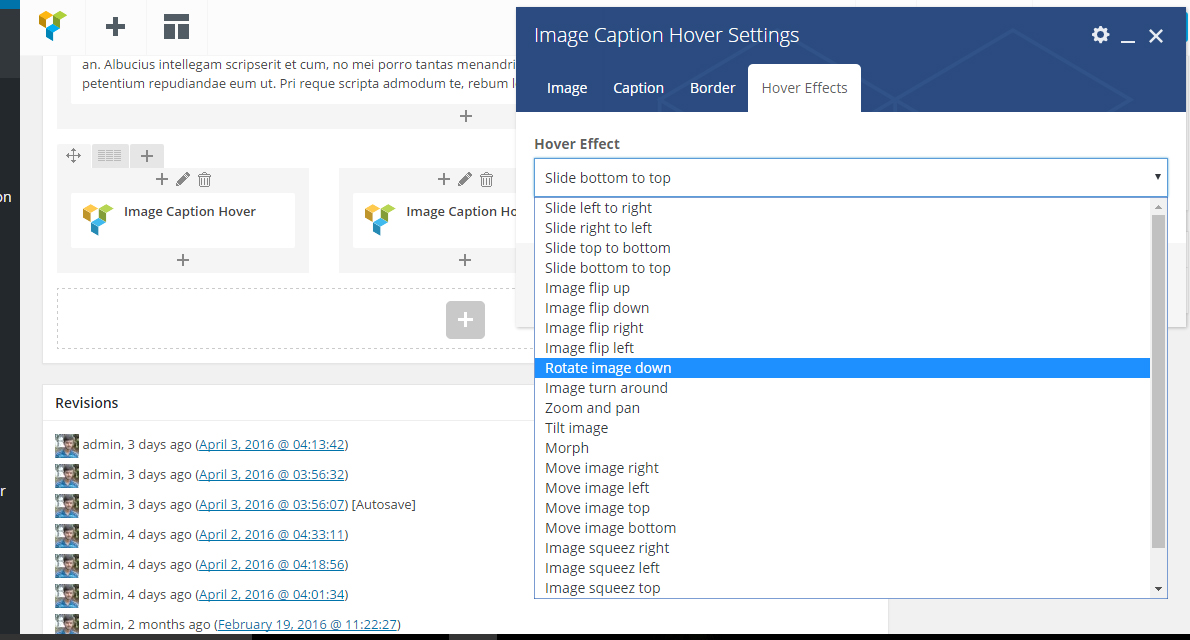 Image Caption Hover Settings
an. Albucius intellegam scripserit et cum, no mei porro tantas menandri
petentium repudiandae eum ut. Pri reque scripta admodum te, rebum
Image Caption Border Hover Effects
Hover Effect
Slide bottom to top
on
Image Caption Hover
Image Caption Ho
Slide left to right
Slide right to left
Slide top to bottom
Slide bottom to top
Image flip up
Image flip down
Image flip right
Image flip left
Rotate image down
Image turn around
Zoom and pan
Tilt image
Morph
Move image right
Move image left
Move image top
Move image bottom
Image squeez right
Image squeez left
Image squeez top
Revisions
admin, 3 days ago (April 3, 2016 @ 04:13:42)
admin, 3 days ago (April 3, 2016 @ 03:56:32)
r
admin, 3 days ago (April 3, 2016 @ 03:56:07) [Autosave]
admin, 4 days ago (April 2, 2016 @ 04:33:11)
admin, 4 days ago (April 2, 2016 @ 04:18:56)
admin, 4 days ago (April 2, 2016 @ 04:01:34)
admin, 2 months ago (February 19, 2016 @ 11:22:27)